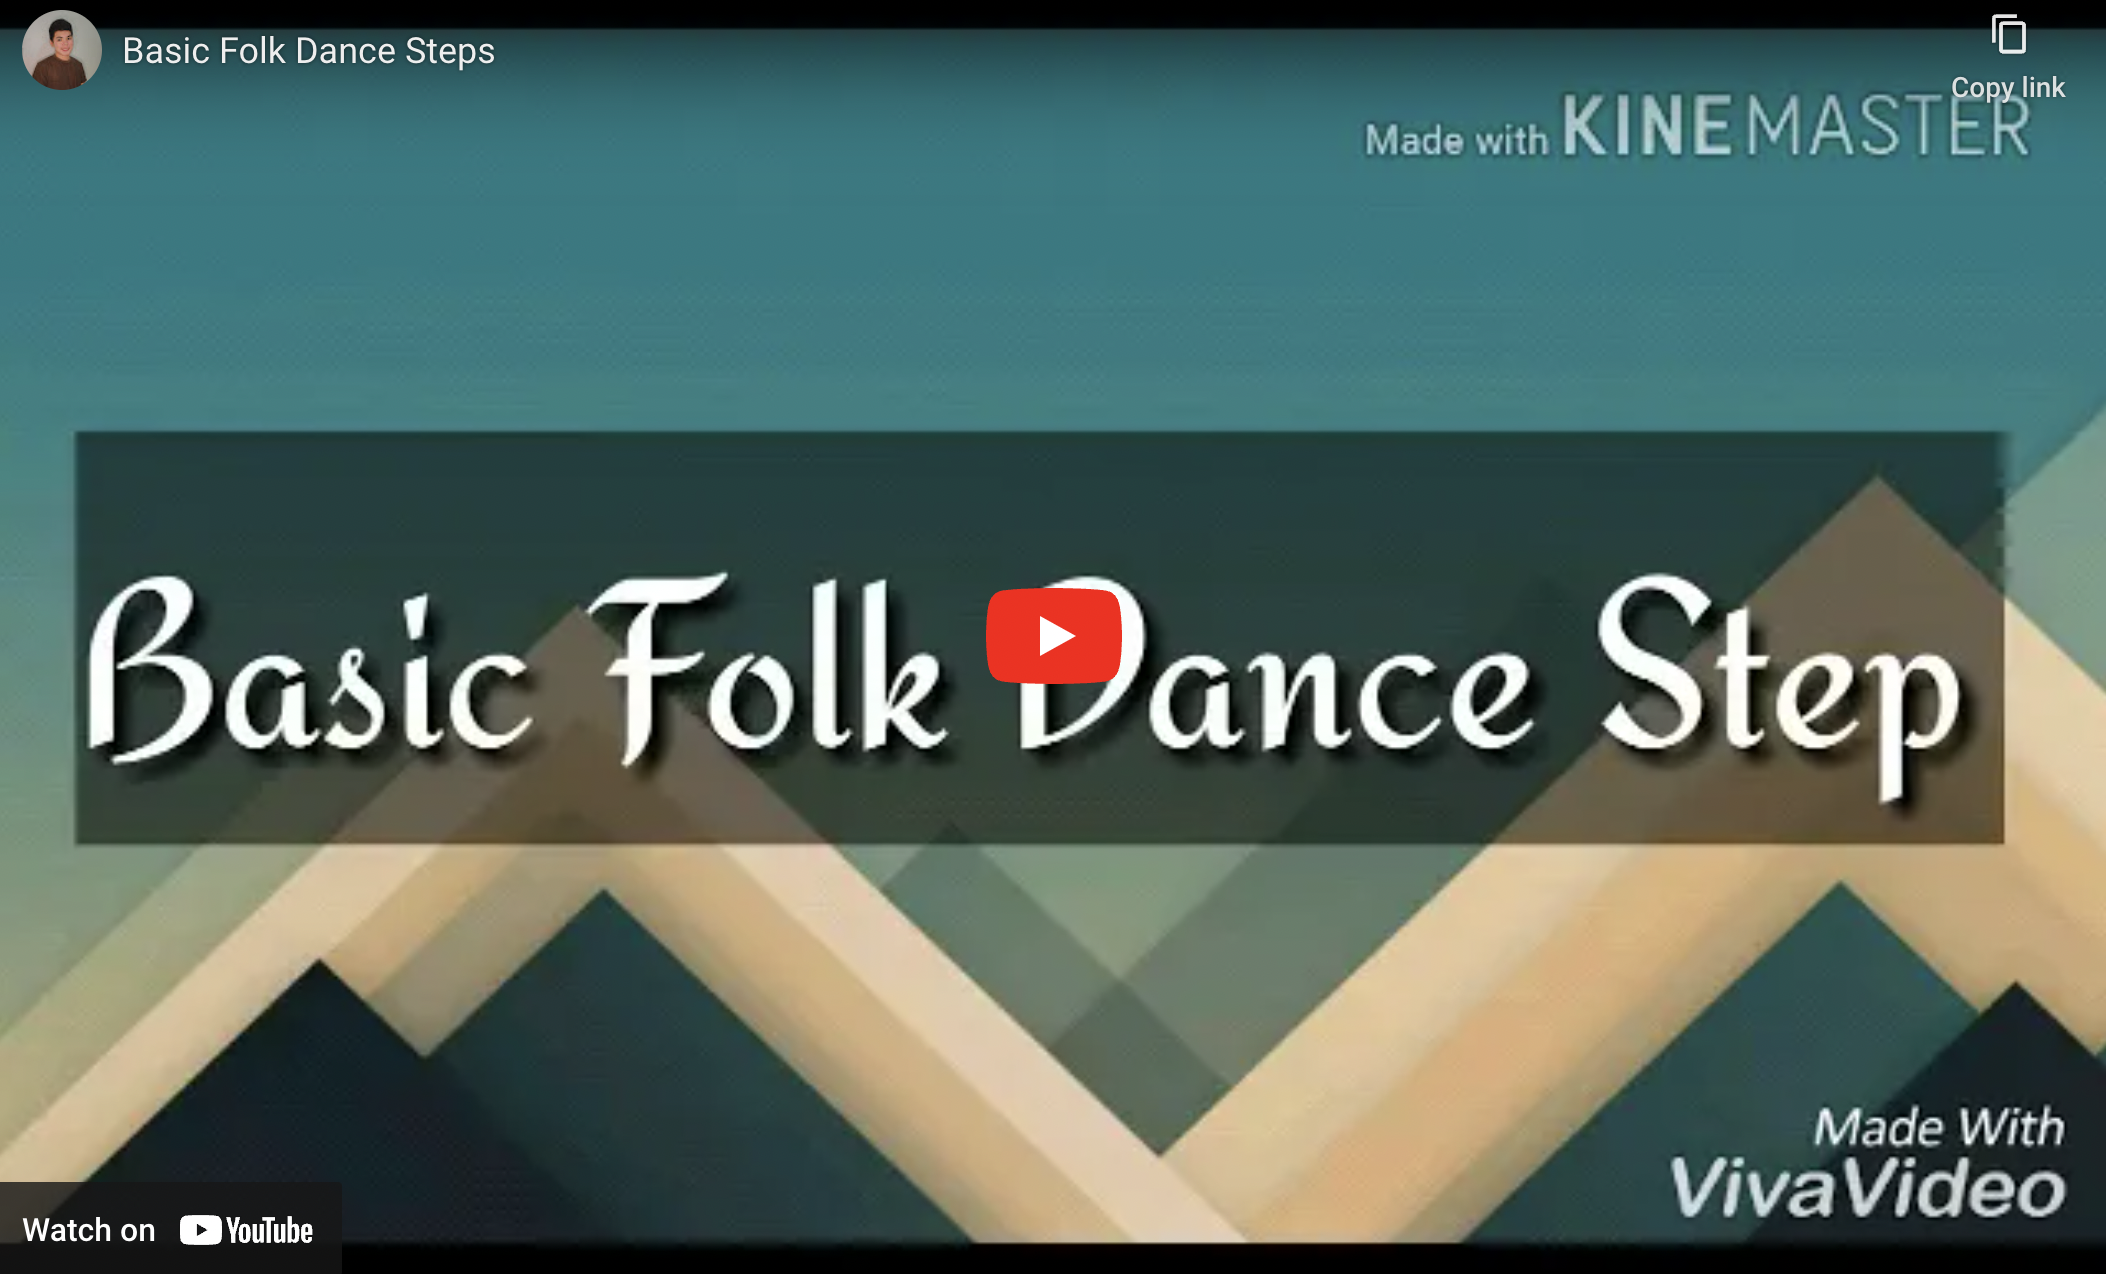 Basic Folk Dance Steps
Copy link
Made with KINEMASTER
Basic Folk Dance Step
Made With
VivaVideo
Watch on YouTube